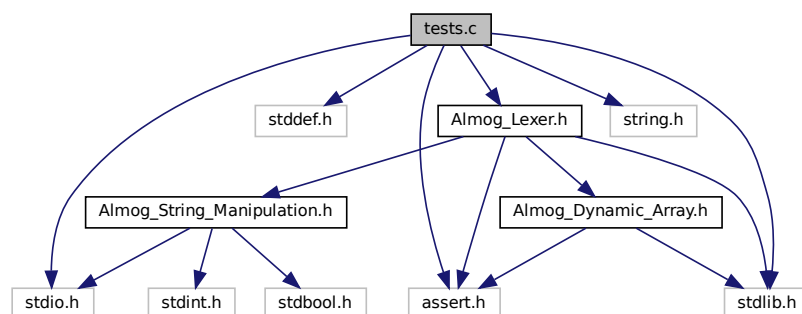 tests.c
stddef.h
Almog_Lexer.h
string.h
Almog_String_Manipulation.h
Almog_Dynamic_Array.h
stdio.h
stdint.h
stdbool.h
assert.h
stdlib.h